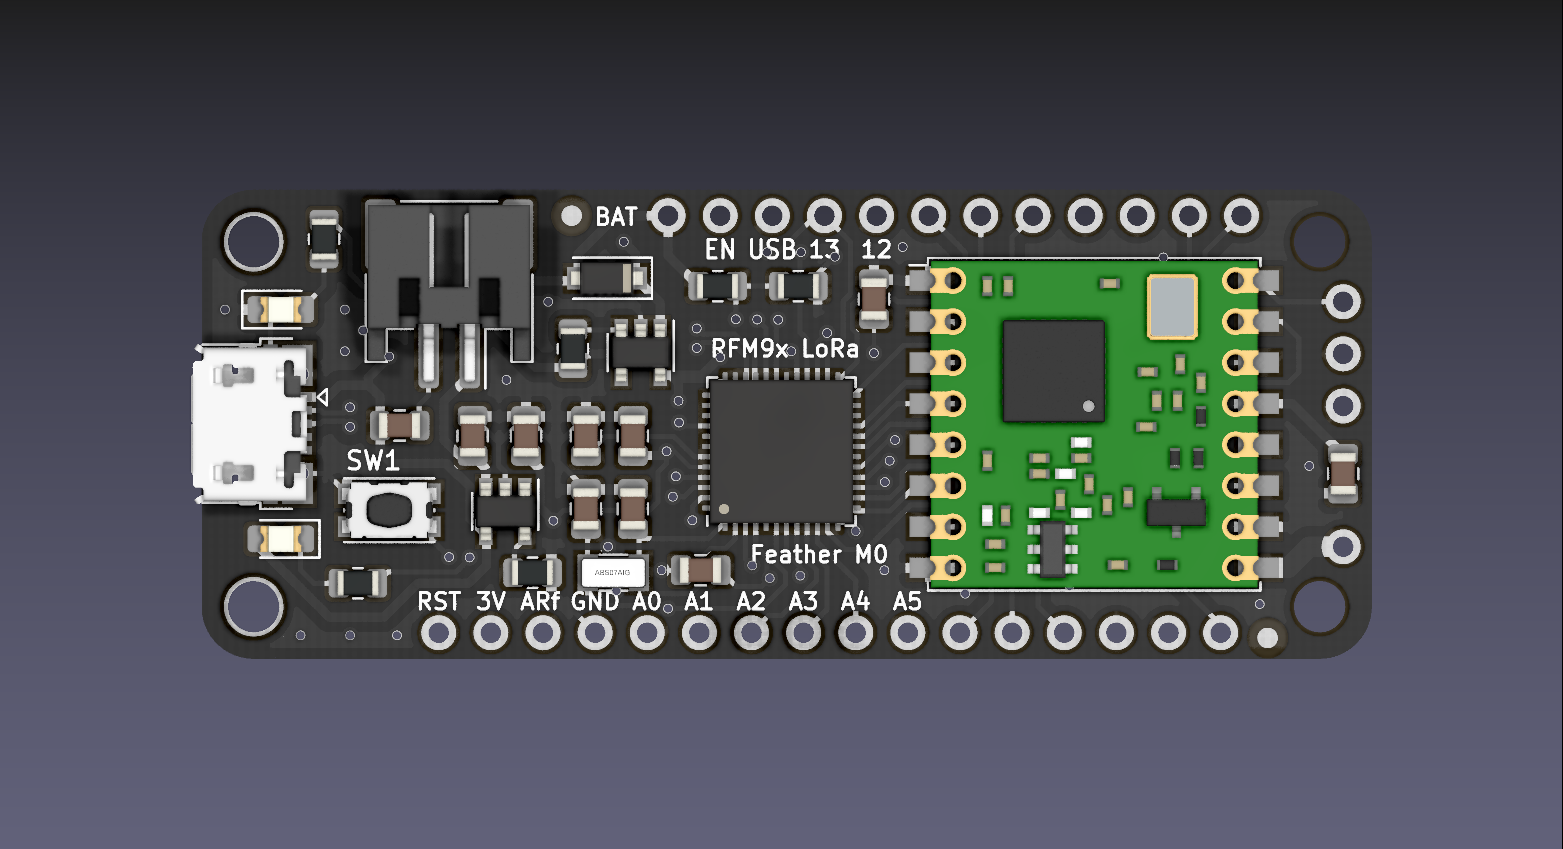 BAT
EN USB 13 12
RFM9x LoRa
SW1
Feather M0
ABS07AIG
RST 3V ARf GND A0 A1 A2 A3 A4 A5